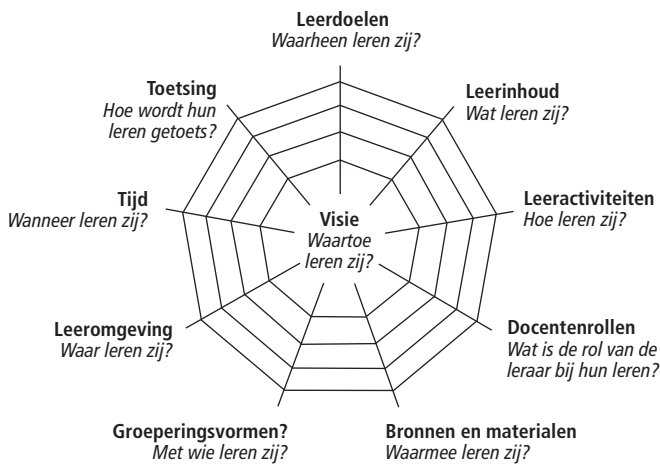 Leerdoelen
Waarheen leren zij?
Leerinhoud
Wat leren zij?
Leeractiviteiten
Hoe leren zij?
Docentenrollen
Wat is de rol van de
leraar bij hun leren?
Bronnen en materialen
Waarmee leren zij?
Groeperingsvormen?
Met wie leren zij?
Leeromgeving
Waar leren zij?
Tijd
Wanneer leren zij?
Toetsing
Hoe wordt hun
leren getoets?
Visie
Waartoe
leren zij?